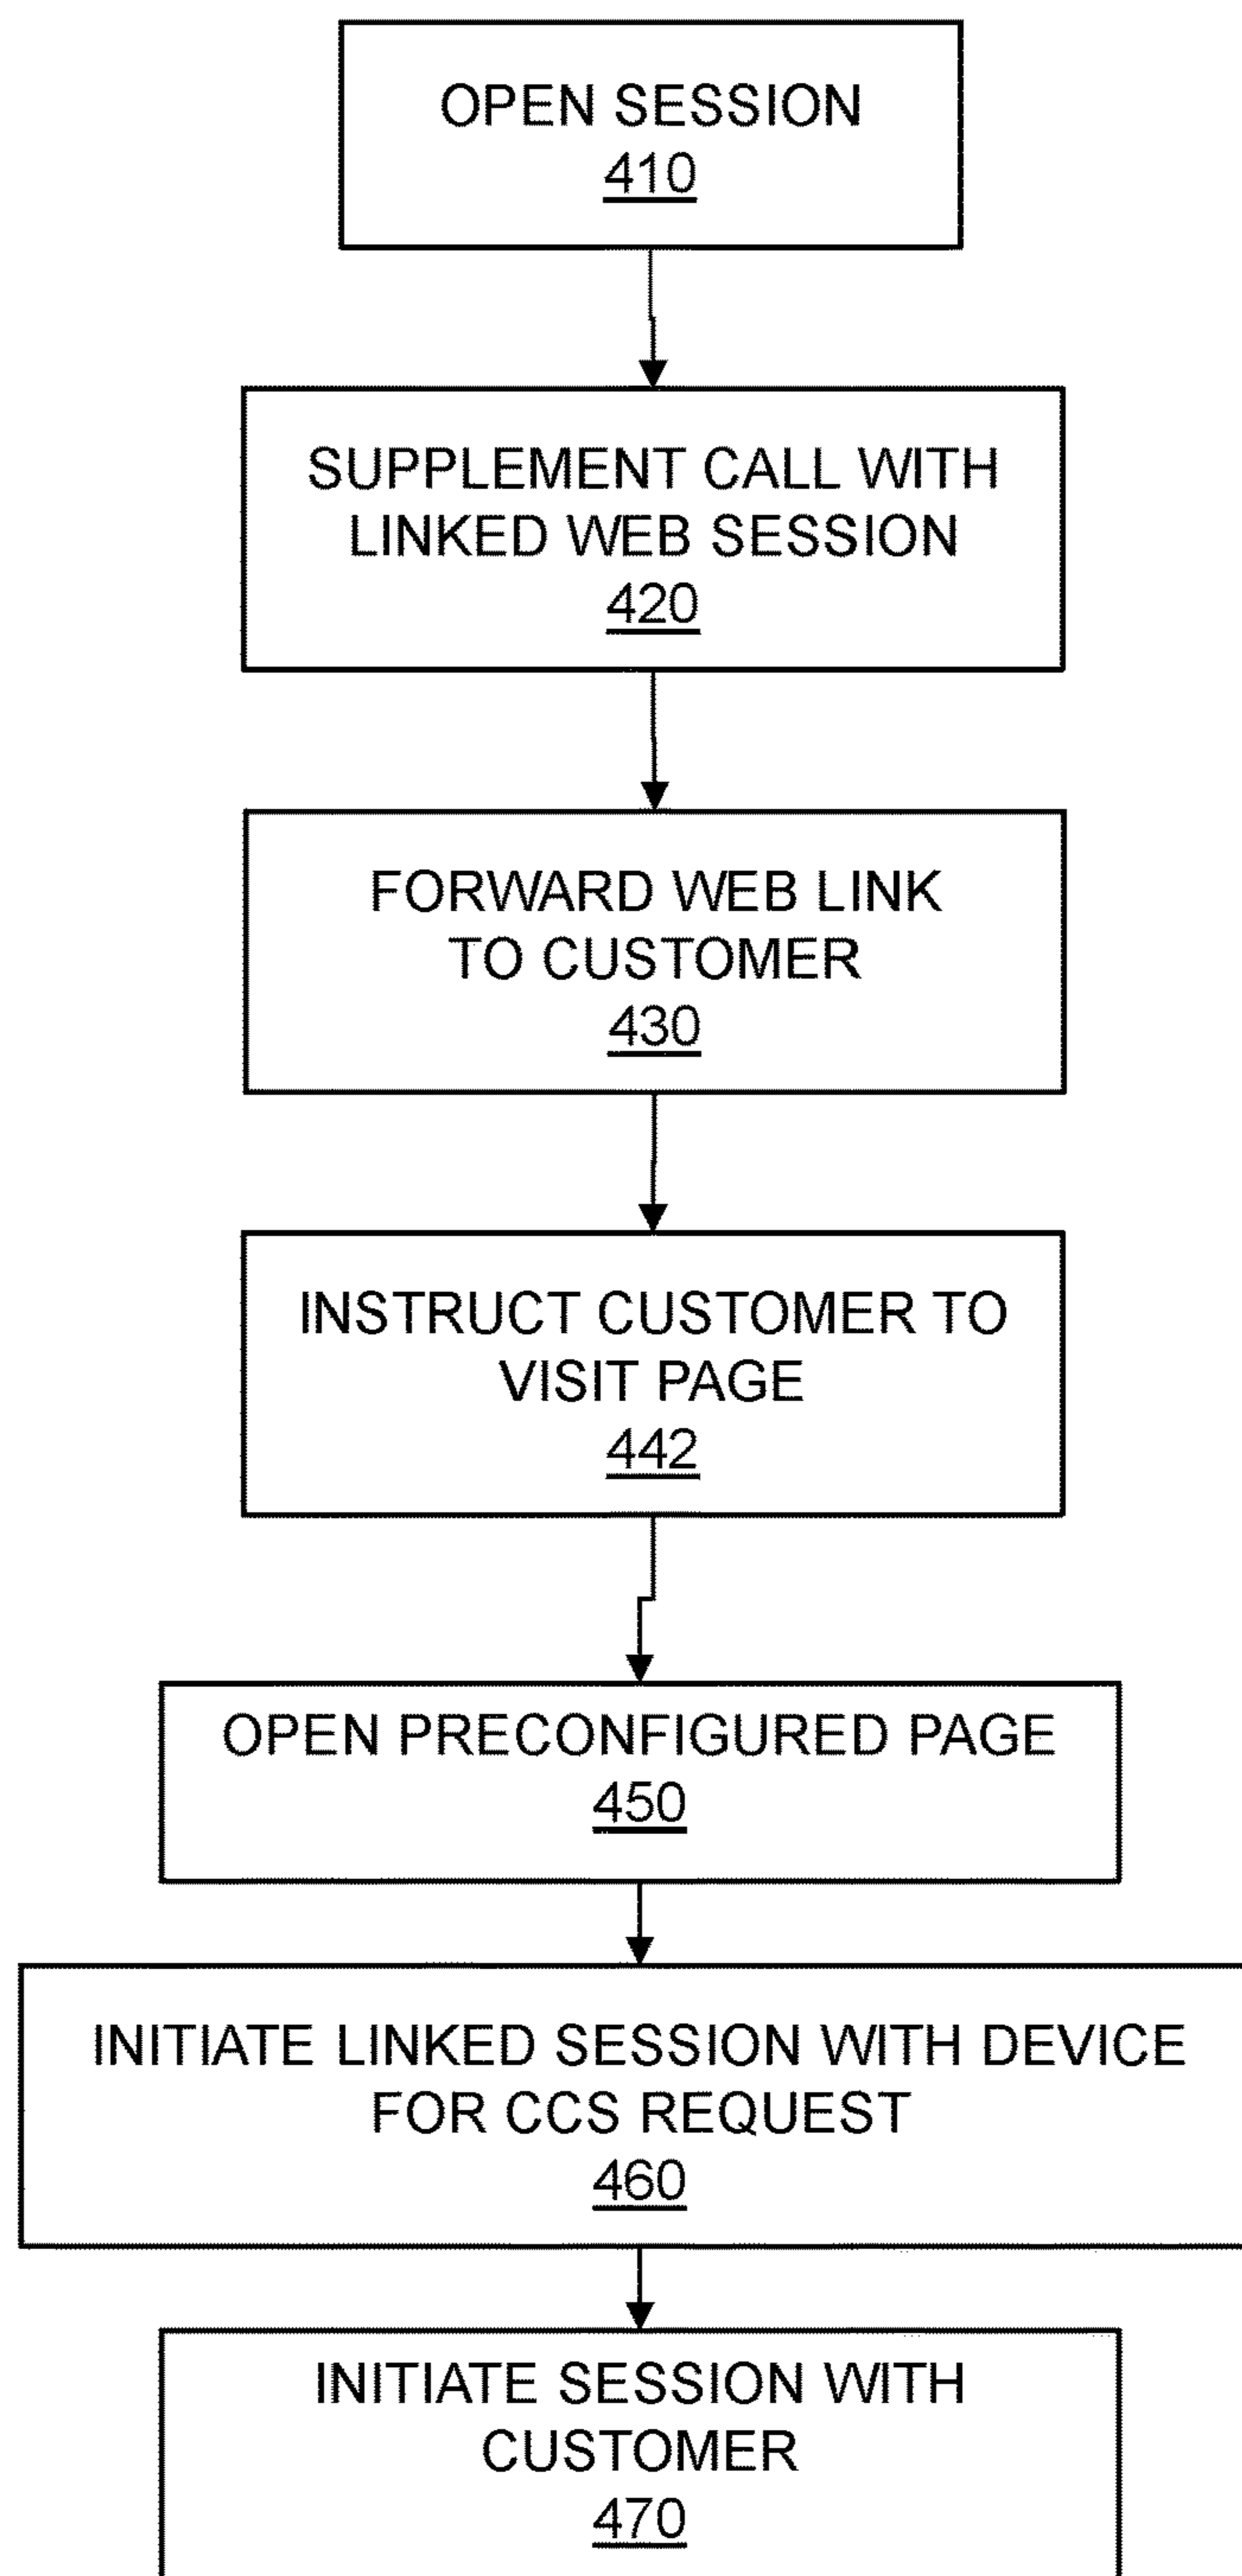 OPEN SESSION
410
SUPPLEMENT CALL WITH
LINKED WEB SESSION
420
FORWARD WEB LINK
TO CUSTOMER
430
INSTRUCT CUSTOMER TO
VISIT PAGE
442
OPEN PRECONFIGURED PAGE
450
INITIATE LINKED SESSION WITH DEVICE
FOR CCS REQUEST
460
INITIATE SESSION WITH
CUSTOMER
470